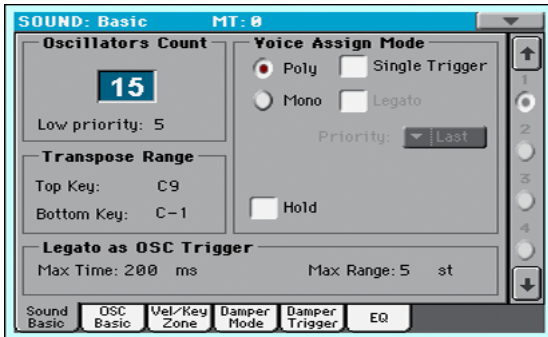 SOUND: Basic MT: 0
Oscillators Count
15
Low priority: 5
Transpose Range
Top Key: C9
Bottom Key: C-1
Voice Assign Mode
Poly Single Trigger
Mono Legato
Priority: Last
Hold
Legato as OSC Trigger
Max Time: 200 ms Max Range: 5 st
1
2
3
4
Sound Basic
OSC Basic
Vel/Key Zone
Damper Mode
Damper Trigger
EQ